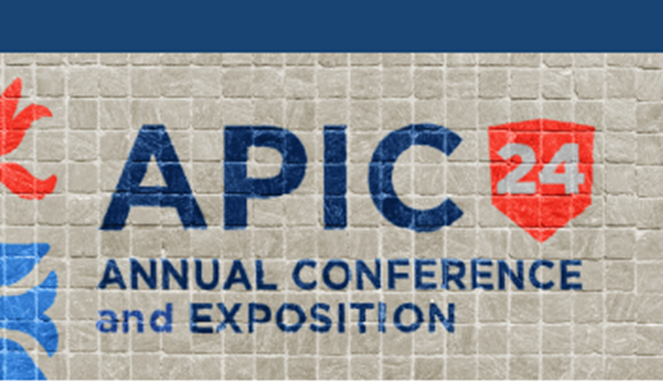 APIC 24
ANNUAL CONFERENCE
and EXPOSITION